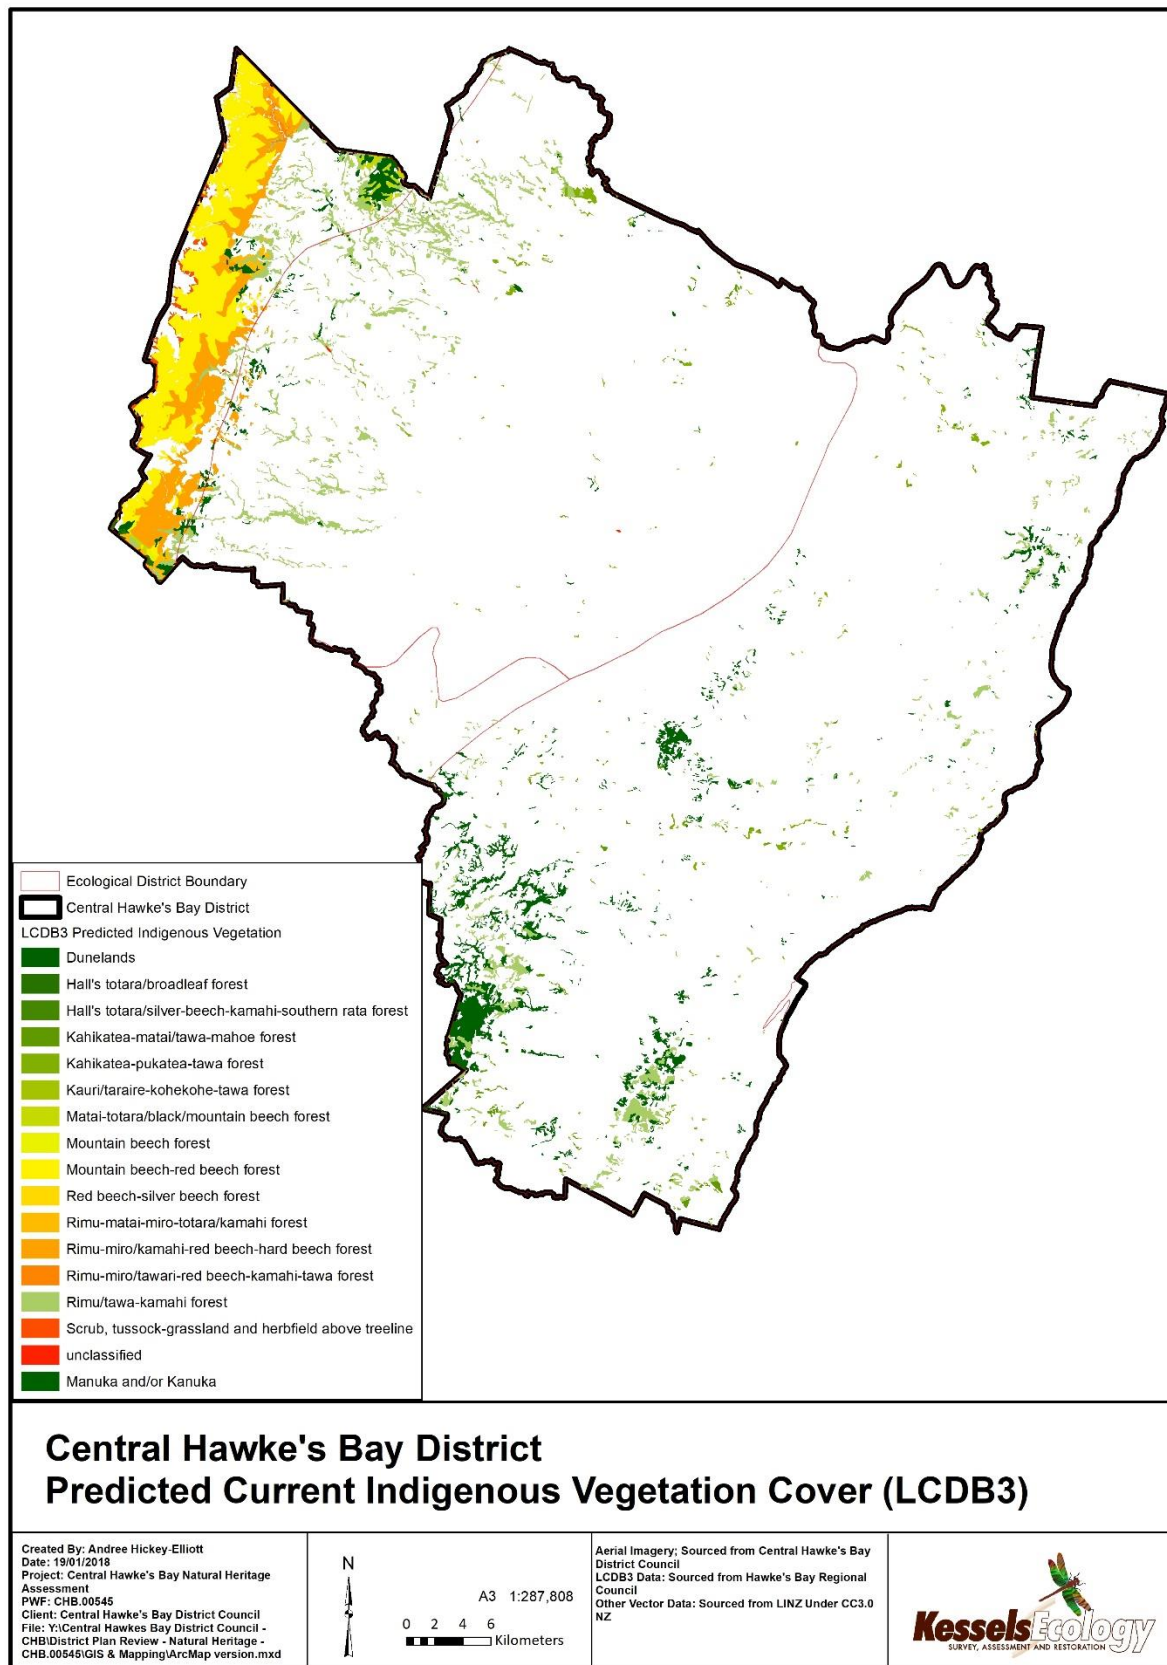 Ecological District Boundary
Central Hawke's Bay District
LCDB3 Predicted Indigenous Vegetation
Dunelands
Hall's totara/broadleaf forest
Hall's totara/silver-beech-kamahi-southern rata forest
Kahikatea-matai/tawa-mahoe forest
Kahikatea-pukatea-tawa forest
Kauri/taraire-kohekohe-tawa forest
Matai-totara/black/mountain beech forest
Mountain beech forest
Mountain beech-red beech forest
Red beech-silver beech forest
Rimu-matai-miro-totara/kamahi forest
Rimu-miro/kamahi-red beech-hard beech forest
Rimu-miro/tawari-red beech-kamahi-tawa forest
Rimu/tawa-kamahi forest
Scrub, tussock-grassland and herbfield above treeline
unclassified
Manuka and/or Kanuka
Central Hawke's Bay District
Predicted Current Indigenous Vegetation Cover (LCDB3)
Created By: Andree Hickey-Elliott
Date: 19/01/2018
Project: Central Hawke's Bay Natural Heritage
Assessment
PWF: CHB.00545
Client: Central Hawke's Bay District Council
File: Y:\Central Hawkes Bay District Council -
CHB\District Plan Review - Natural Heritage -
CHB.00545\GIS & Mapping\ArcMap version.mxd
N
A3 1:287,808
0 2 4 6
Kilometers
Aerial Imagery; Sourced from Central Hawke's Bay
District Council
LCDB3 Data: Sourced from Hawke's Bay Regional
Council
Other Vector Data: Sourced from LINZ Under CC3.0
NZ
KesselsEcology
SURVEY, ASSESSMENT AND RESTORATION